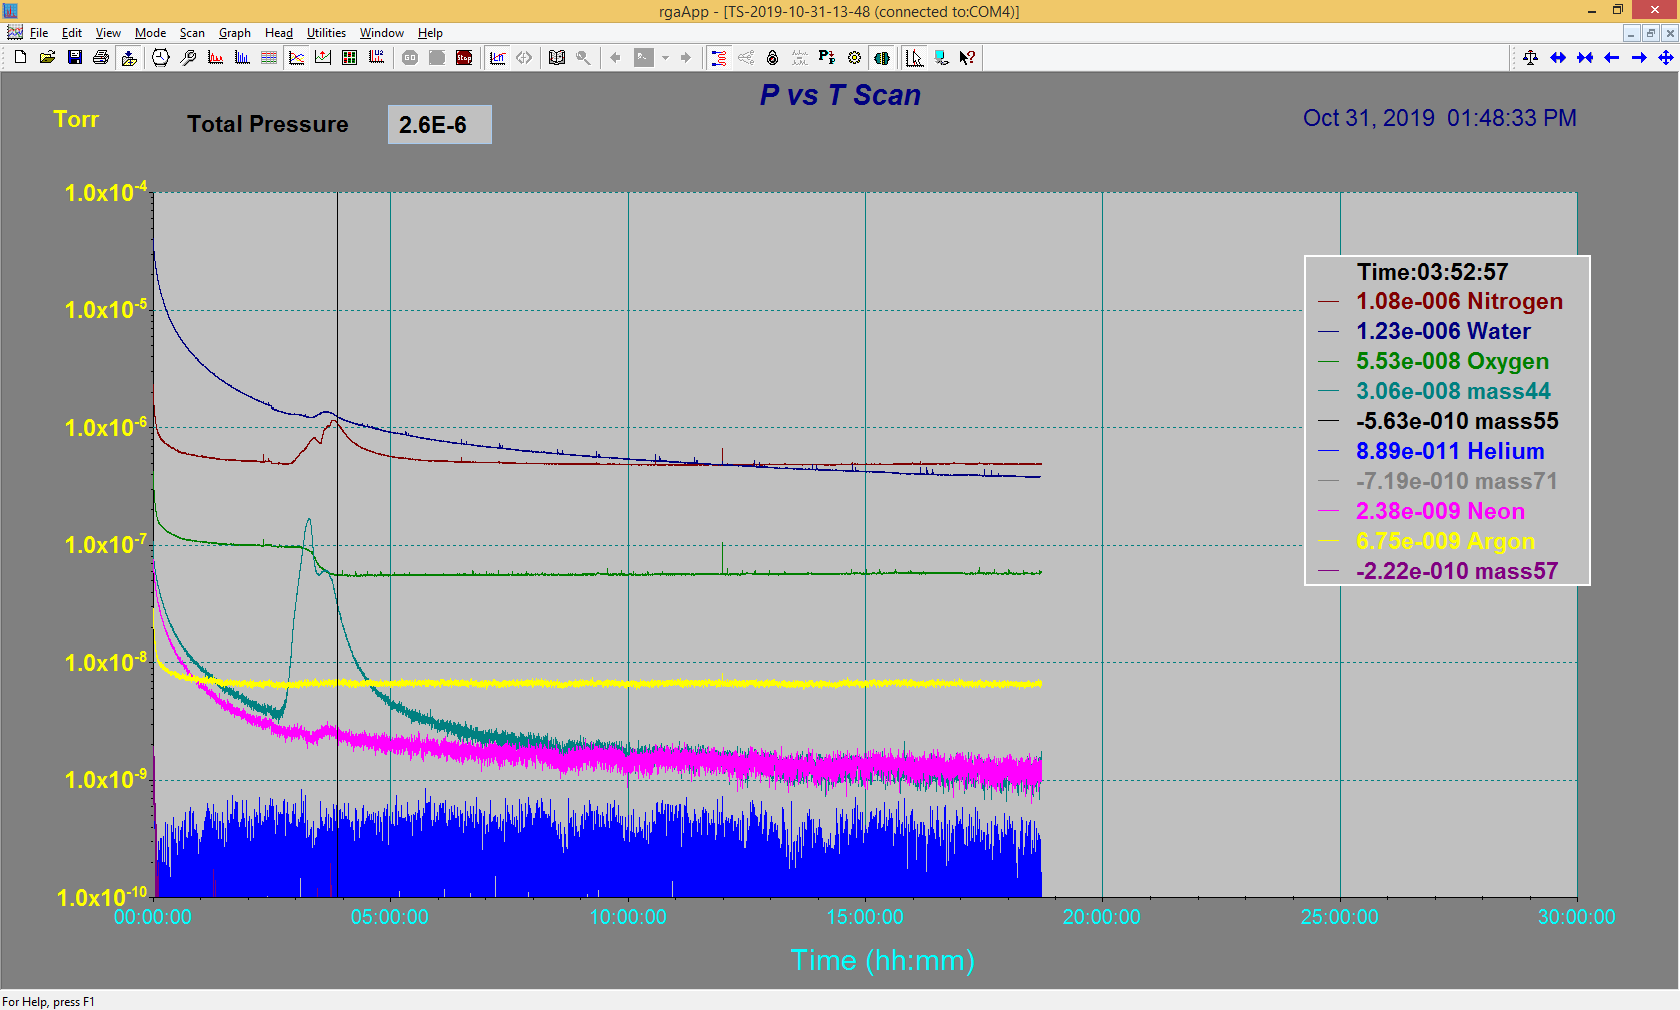 rgaApp - [TS-2019-10-31-13-48 (connected to:COM4)]
File Edit View Mode Scan Graph Head Utilities Window Help
GO Stop
P vs T Scan
Torr
Total Pressure 2.6E-6
Oct 31, 2019 01:48:33 PM
1.0x10-4
1.0x10-5
1.0x10-6
1.0x10-7
1.0x10-8
1.0x10-9
1.0x10-10
Time:03:52:57
1.08e-006 Nitrogen
1.23e-006 Water
5.53e-008 Oxygen
3.06e-008 mass44
-5.63e-010 mass55
8.89e-011 Helium
-7.19e-010 mass71
2.38e-009 Neon
6.75e-009 Argon
-2.22e-010 mass57
00:00:00 05:00:00 10:00:00 15:00:00 20:00:00 25:00:00 30:00:00
Time (hh:mm)
For Help, press F1